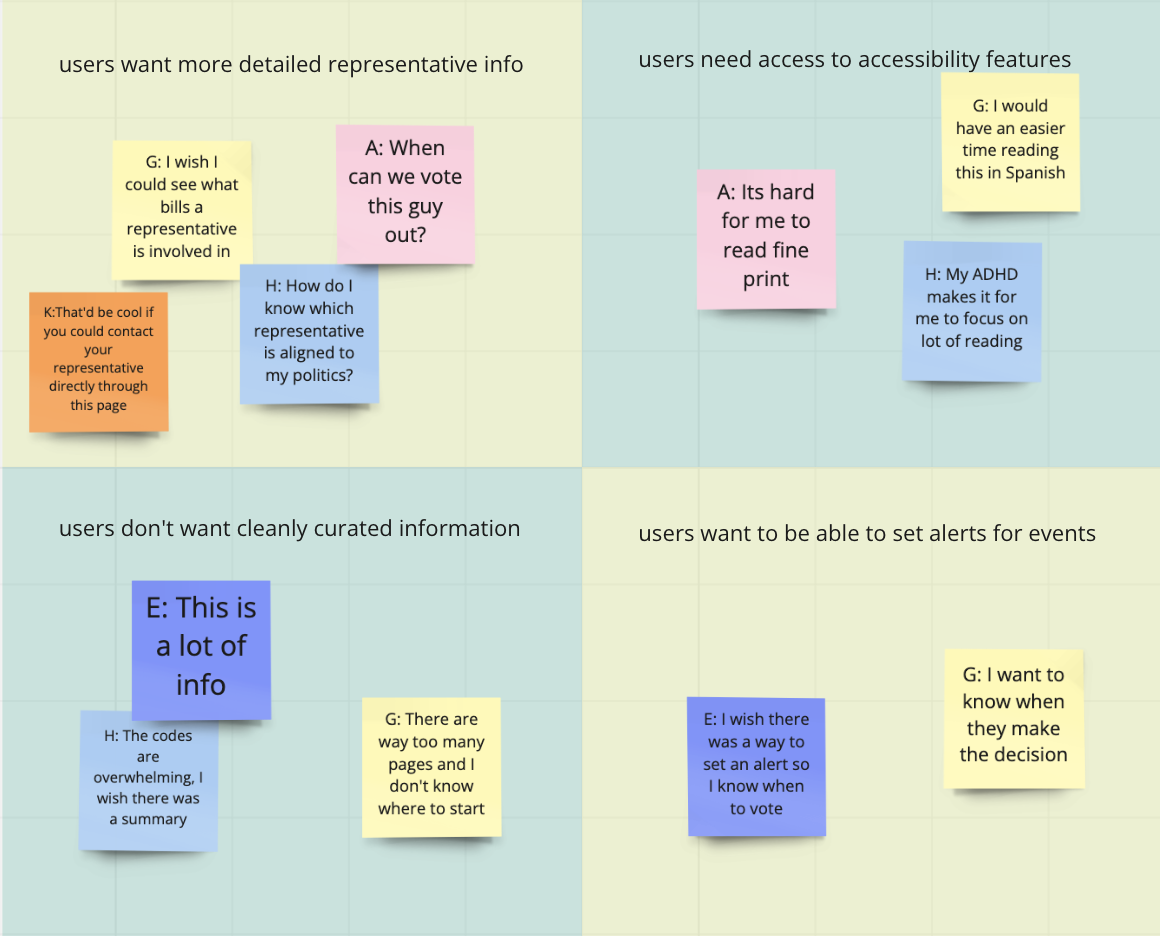 users want more detailed representative info
G: I wish I
could see what
bills a
representative
is involved in
A: When
can we vote
this guy
out?
K:That'd be cool if
you could contact
your
representative
directly through
this page
H: How do I
know which
representative
is aligned to
my politics?
users need access to accessibility features
G: I would
have an easier
time reading
this in Spanish
A: Its hard
for me to
read fine
print
H: My ADHD
makes it for
me to focus on
lot of reading
users don't want cleanly curated information
E: This is
a lot of
info
H: The codes
are
overwhelming, I
wish there was
a summary
G: There are
way too many
pages and I
don't know
where to start
users want to be able to set alerts for events
E: I wish there
was a way to
set an alert so
I know when
to vote
G: I want to
know when
they make
the decision